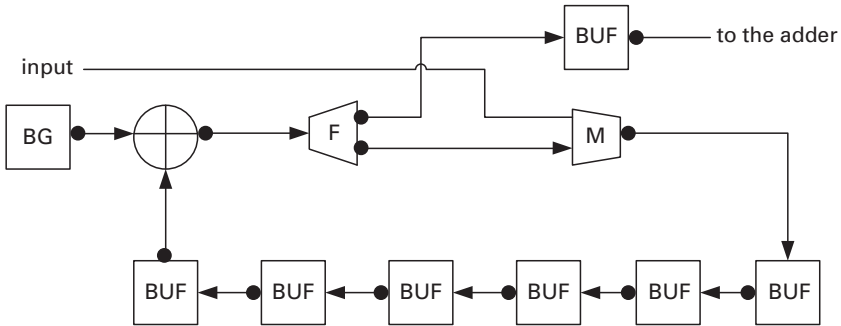 BUF
to the adder
input
BG
F
M
BUF
BUF
BUF
BUF
BUF
BUF